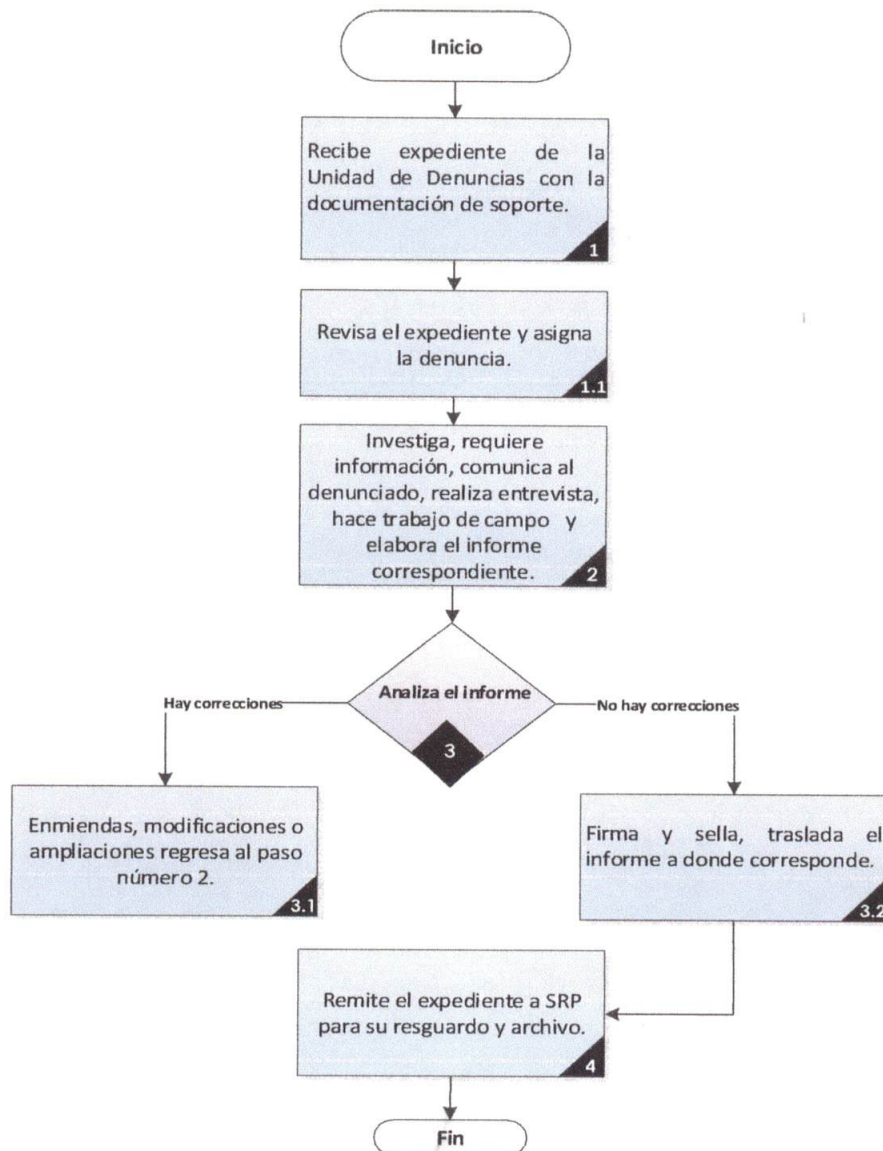 Inicio
Recibe expediente de la
Unidad de Denuncias con la
documentación de soporte.
1
Revisa el expediente y asigna
la denuncia.
1.1
Investiga, requiere
información, comunica al
denunciado, realiza entrevista,
hace trabajo de campo y
elabora el informe
correspondiente.
2
Analiza el informe
3
Hay correcciones
No hay correcciones
Enmiendas, modificaciones o
ampliaciones regresa al paso
número 2.
3.1
Firma y sella, traslada el
informe a donde corresponde.
3.2
Remite el expediente a SRP
para su resguardo y archivo.
4
Fin